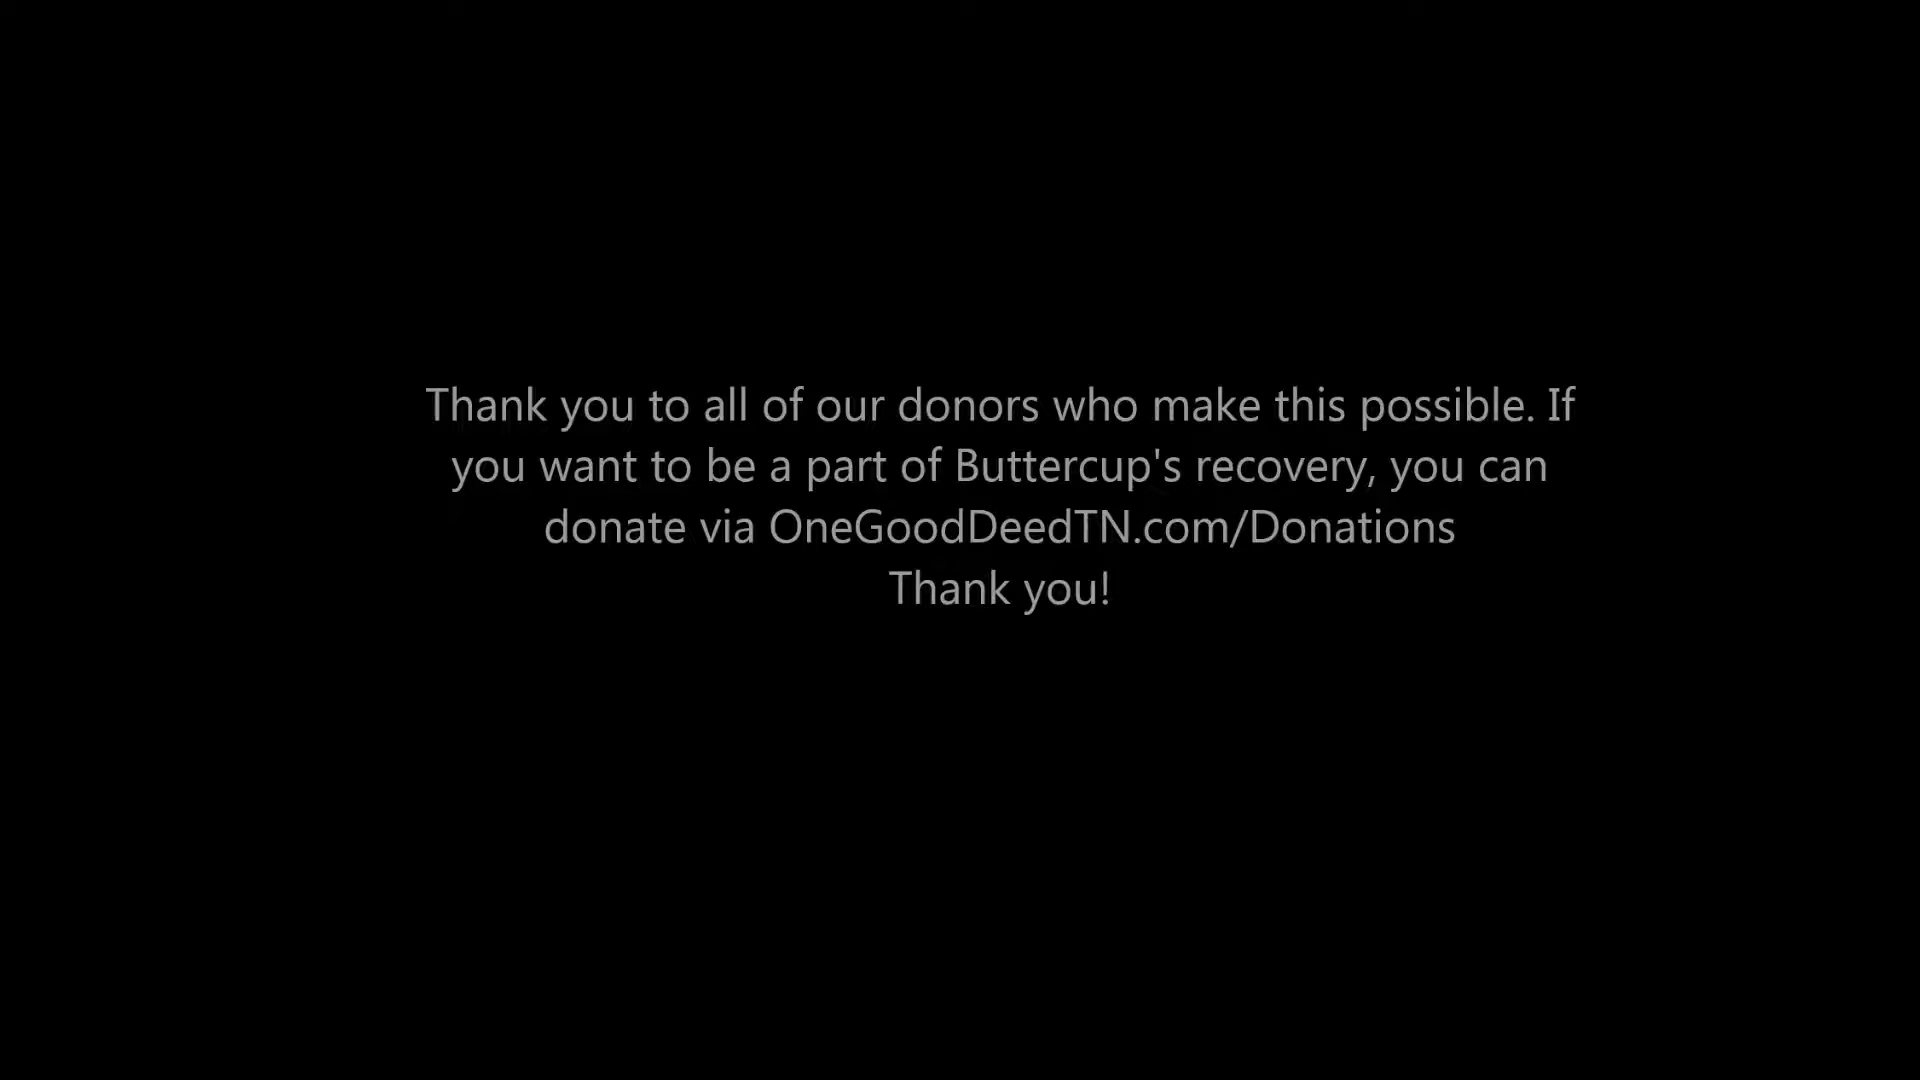 Thank you to all of our donors who make this possible. If
you want to be a part of Buttercup's recovery, you can
donate via OneGoodDeedTN.com/Donations
Thank you!